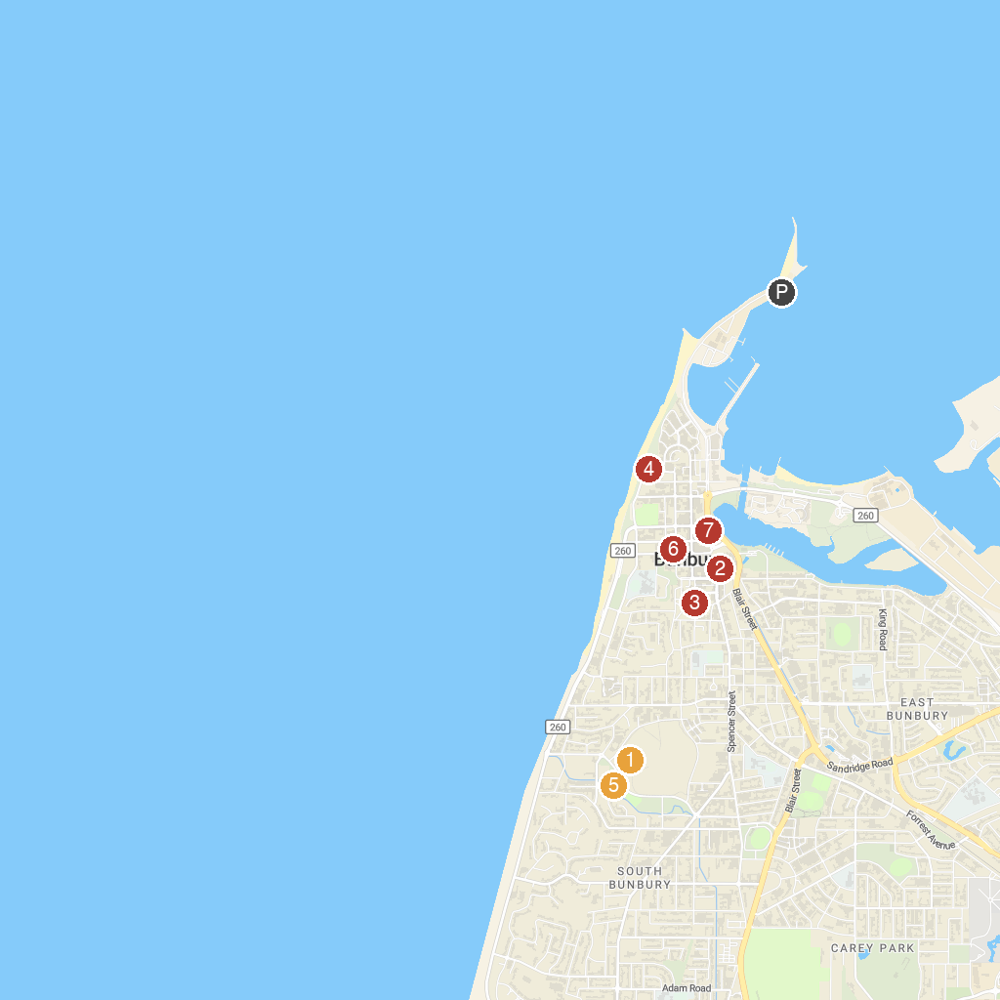 P
4
260
7
6
260
Bunbury
2
3
Blair Street
King Road
EAST
BUNBURY
Spencer Street
260
1
Sandridge Road
5
Blair Street
Forrest Avenue
SOUTH
BUNBURY
CAREY PARK
Adam Road